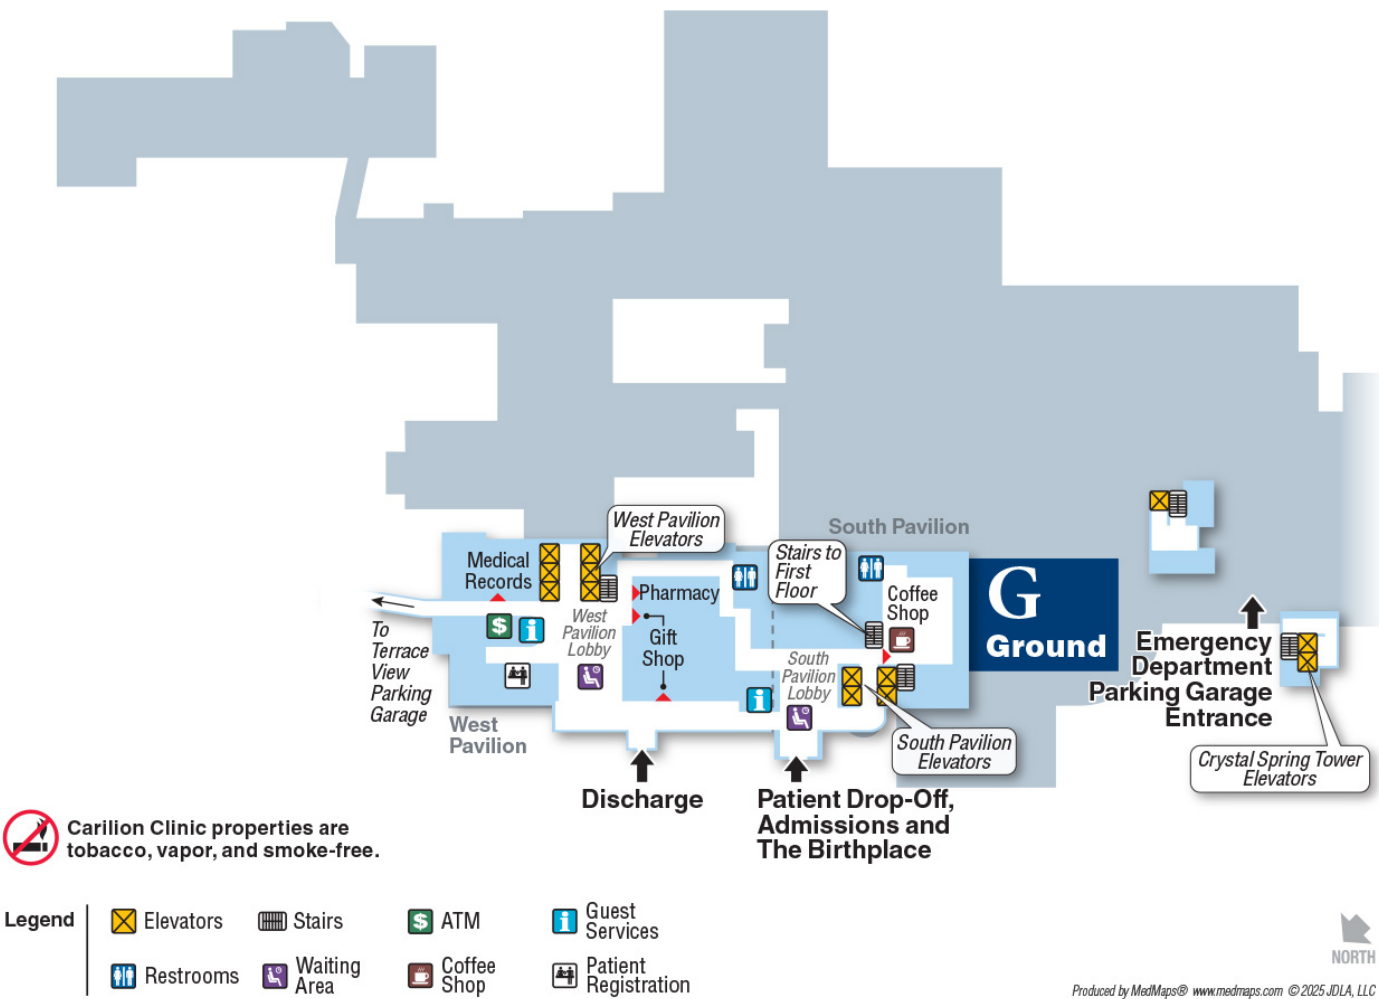 West Pavilion
Elevators
South Pavilion
Stairs to
First
Floor
Medical
Records
Pharmacy
Coffee
Shop
G
Ground
West
Pavilion
Lobby
Gift
Shop
To
Terrace
View
Parking
Garage
South
Pavilion
Lobby
Emergency
Department
Parking Garage
Entrance
West
Pavilion
South Pavilion
Elevators
Crystal Spring Tower
Elevators
Discharge
Patient Drop-Off,
Admissions and
The Birthplace
Carilion Clinic properties are
tobacco, vapor, and smoke-free.
Legend
Elevators
Stairs
$ ATM
i Guest
Services
Restrooms
Waiting
Area
Coffee
Shop
Patient
Registration
NORTH
Produced by MedMaps® www.medmaps.com © 2025 JDLA, LLC